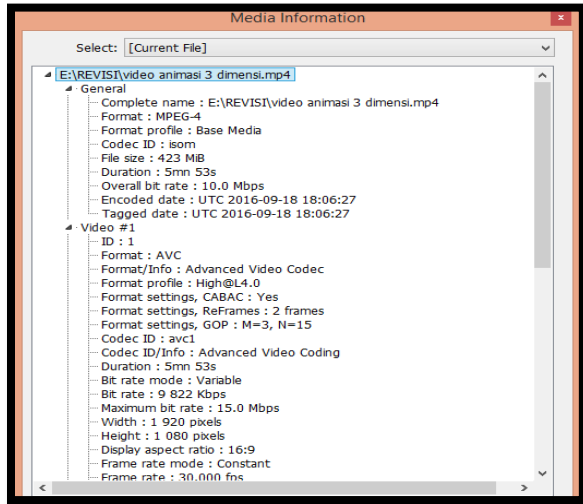 Media Information
x
Select: [Current File]
E:\REVISI\video animasi 3 dimensi.mp4
General
Complete name : E:\REVISI\video animasi 3 dimensi.mp4
Format : MPEG-4
Format profile : Base Media
Codec ID : isom
File size : 423 MiB
Duration : 5mn 53s
Overall bit rate : 10.0 Mbps
Encoded date : UTC 2016-09-18 18:06:27
Tagged date : UTC 2016-09-18 18:06:27
Video #1
ID : 1
Format : AVC
Format/Info : Advanced Video Codec
Format profile : High@L4.0
Format settings, CABAC : Yes
Format settings, ReFrames : 2 frames
Format settings, GOP : M=3, N=15
Codec ID : avc1
Codec ID/Info : Advanced Video Coding
Duration : 5mn 53s
Bit rate mode : Variable
Bit rate : 9 822 Kbps
Maximum bit rate : 15.0 Mbps
Width : 1 920 pixels
Height : 1 080 pixels
Display aspect ratio : 16:9
Frame rate mode : Constant
Frame rate : 30.000 fps